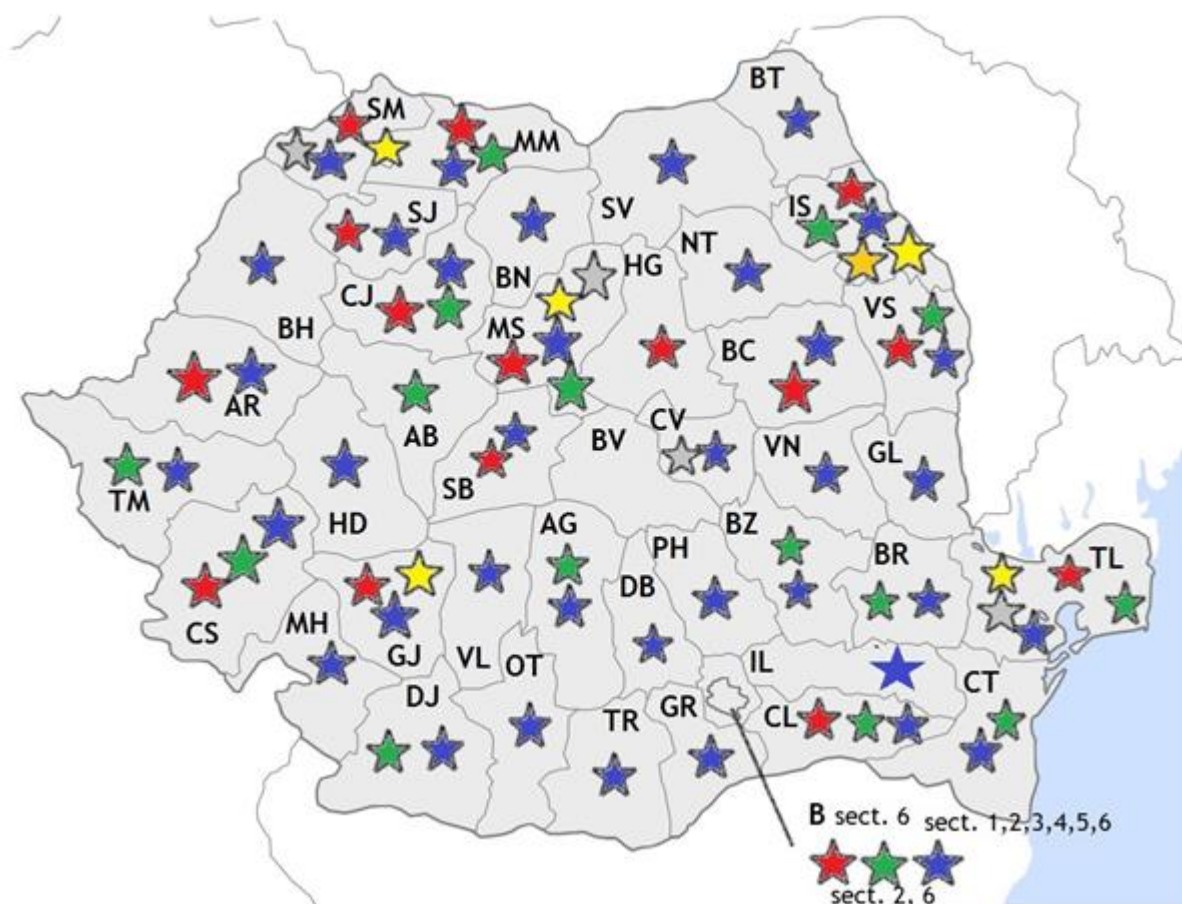 BT
SM
MM
SJ
SV
IS
NT
BN
HG
CJ
VS
BH
MS
BC
AR
AB
CV
BV
VN
GL
SB
TM
HD
AG
BZ
PH
BR
TL
DB
MH
CS
GJ
VL
OT
IL
CT
DJ
TR
GR
CL
B sect. 6 sect. 1,2,3,4,5,6
sect. 2, 6